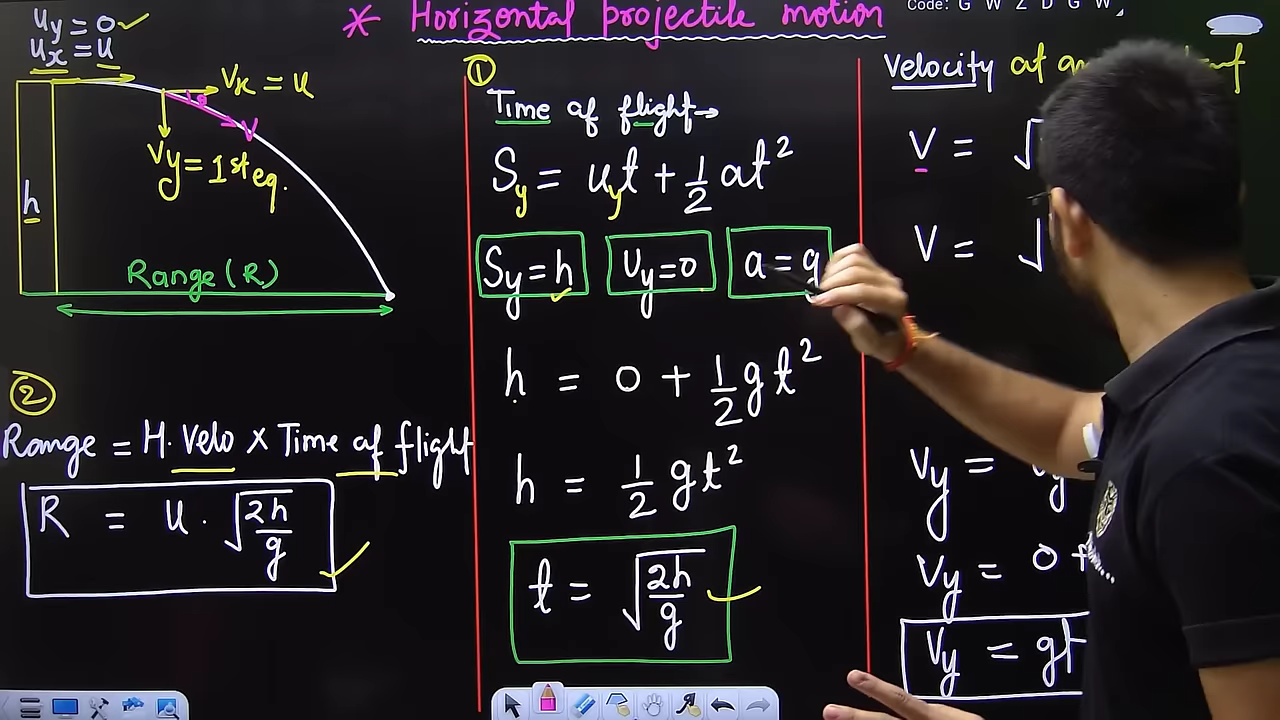 * Horizontal projectile motion
Code: G W Z D G W
uy = 0
ux = u
Vx = u
θ
V
Vy = 1st eq.
h
Range (R)
②
Range = H. Velo × Time of flight
R = u . √2h/g
①
Time of flight →
Sy = uyt + 1/2 at²
Sy = h
Uy = 0
a = g
h = 0 + 1/2 gt²
h = 1/2 gt²
t = √2h/g
Velocity at
V = √
V = √
Vy =
Vy = 0 +
Vy = gt